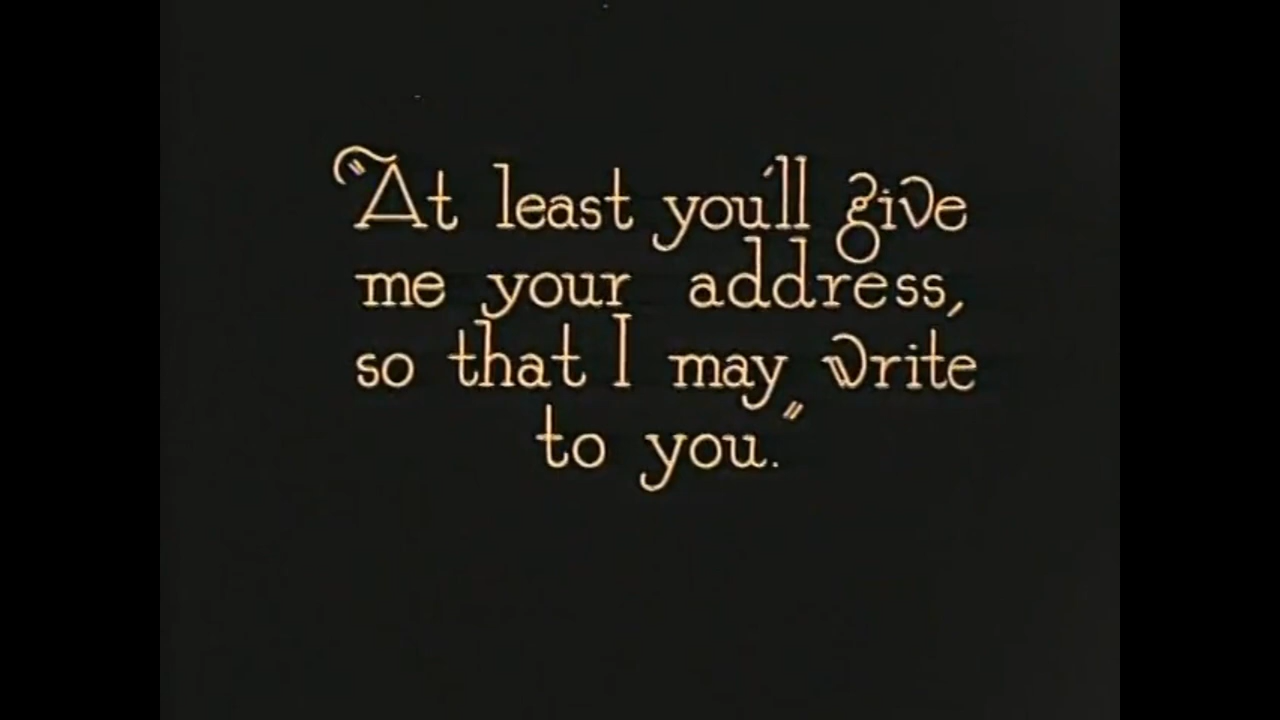 "At least you'll give
me your address,
so that I may write
to you."